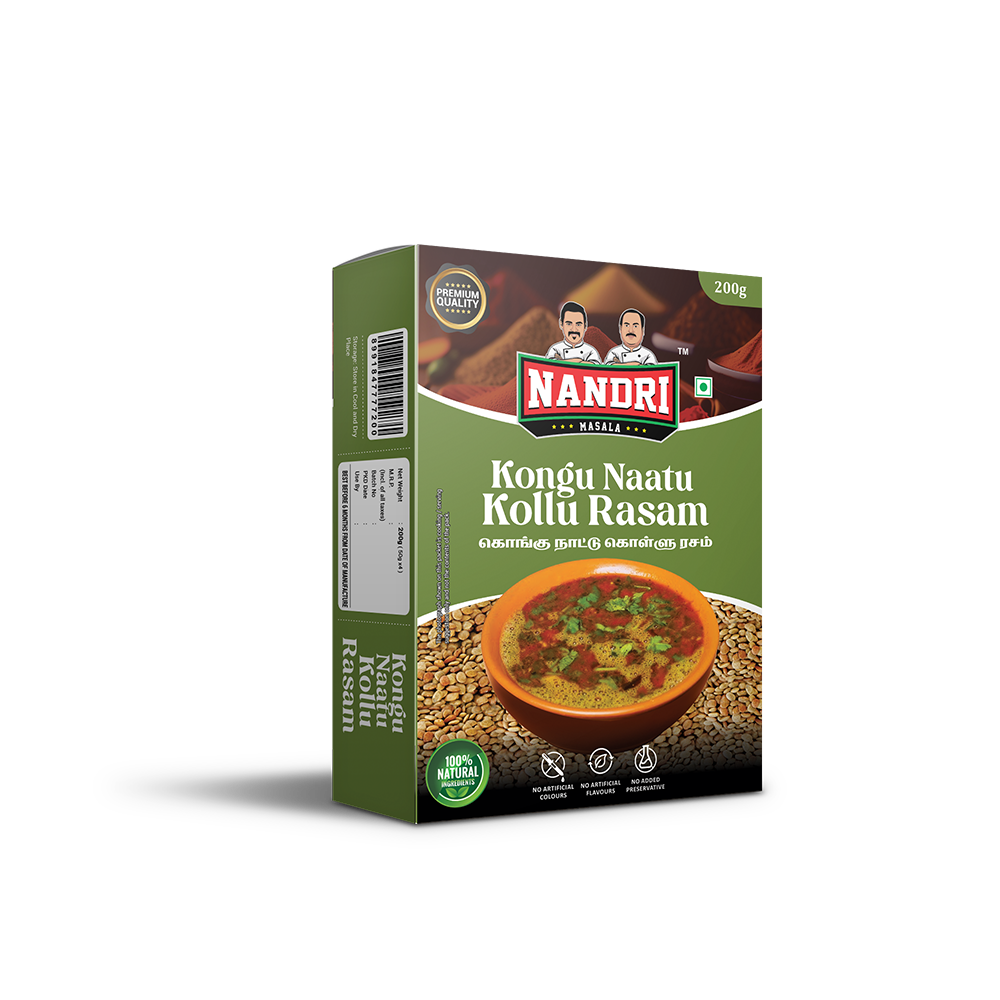 PREMIUM
QUALITY
200g
TM
NANDRI
MASALA
Kongu Naatu
Kollu Rasam
கொங்கு நாட்டு கொள்ளு ரசம்
100%
NATURAL
INGREDIENTS
NO ARTIFICIAL
COLOURS
NO ARTIFICIAL
FLAVOURS
NO ADDED
PRESERVATIVE
8991847777200
Storage: Store in Cool and Dry
Place
Net Weight : 200g ( 50g x4 )
M.R.P. :
(Incl. of all taxes)
Batch No :
PKD Date :
Use By :
BEST BEFORE 6 MONTHS FROM DATE OF MANUFACTURE
Kongu
Naatu
Kollu
Rasam